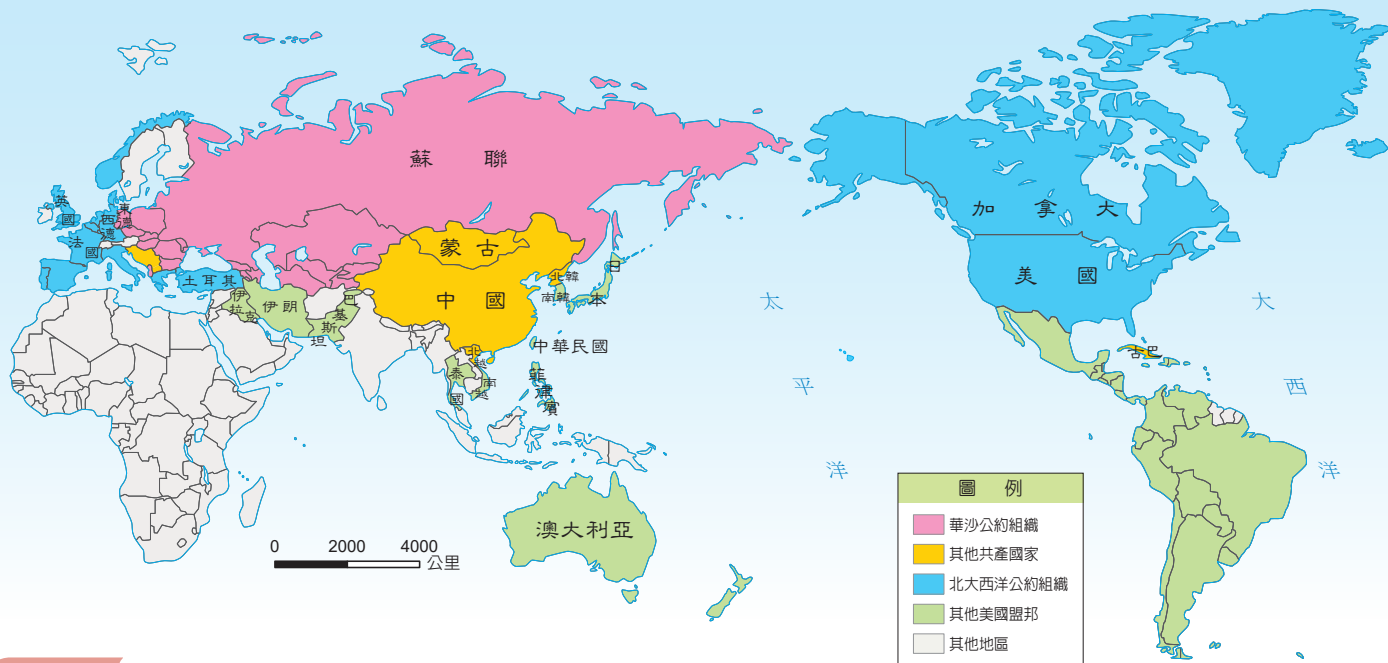 蘇聯
加拿大
美國
英國
法國
西德
東德
土耳其
伊拉克
伊朗
巴基斯坦
蒙古
中國
北韓
南韓
日本
中華民國
北越
南越
泰國
菲律賓
澳大利亞
古巴
太平洋
大西洋
0 2000 4000
公里
圖例
華沙公約組織
其他共產國家
北大西洋公約組織
其他美國盟邦
其他地區